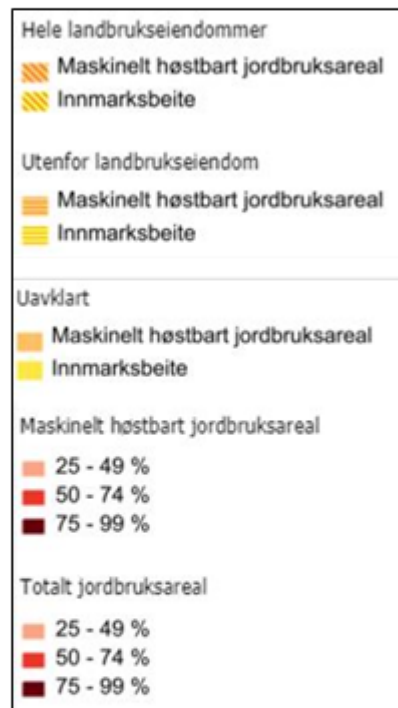 Hele landbrukseiendommer
Maskinelt høstbart jordbruksareal
Innmarksbeite
Utenfor landbrukseiendom
Maskinelt høstbart jordbruksareal
Innmarksbeite
Uavklart
Maskinelt høstbart jordbruksareal
Innmarksbeite
Maskinelt høstbart jordbruksareal
25 - 49 %
50 - 74 %
75 - 99 %
Totalt jordbruksareal
25 - 49 %
50 - 74 %
75 - 99 %